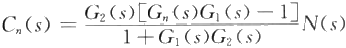 C_n(s) = \frac{G_2(s)[G_n(s)G_1(s) - 1]}{1 + G_1(s)G_2(s)} N(s)